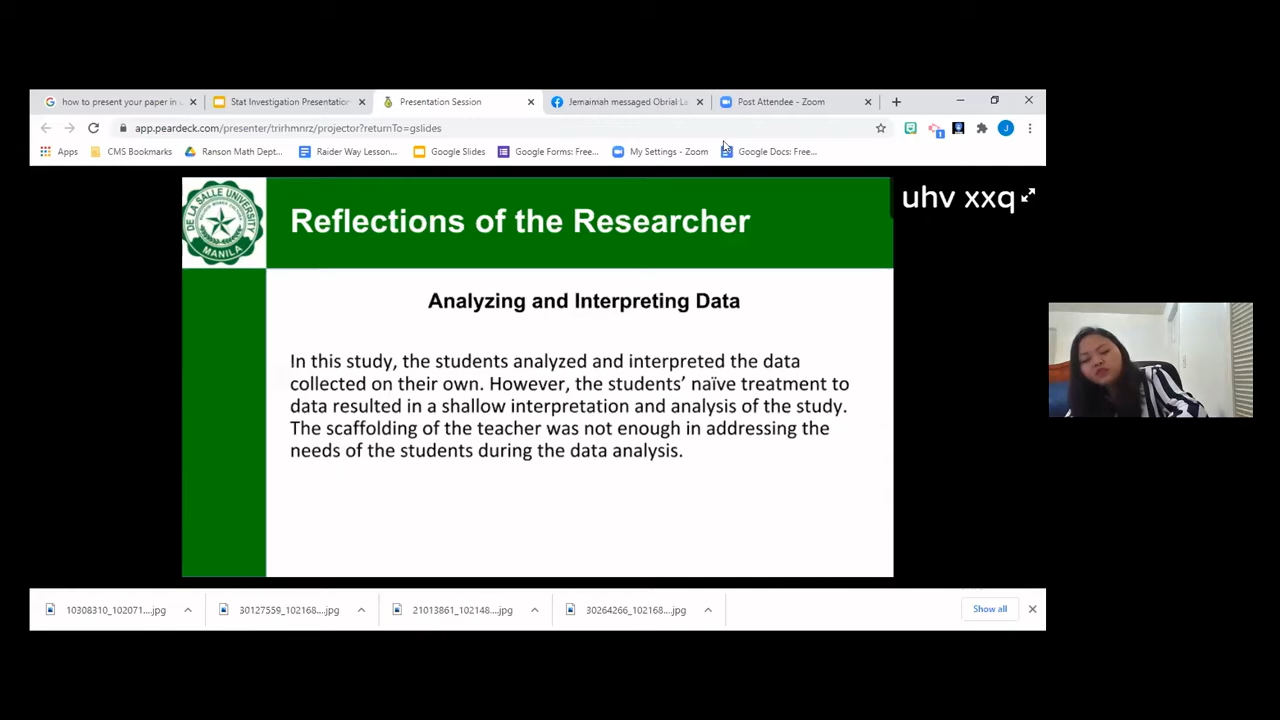 how to present your paper in
Stat Investigation Presentation
Presentation Session
Jemaimah messaged Obrial La
Post Attendee - Zoom
app.peardeck.com/presenter/trirhmnrz/projector?returnTo=gslides
J
Apps
CMS Bookmarks
Ranson Math Dept...
Raider Way Lesson...
Google Slides
Google Forms: Free...
My Settings - Zoom
Google Docs: Free...
DE LA SALLE UNIVERSITY
MANILA
Reflections of the Researcher
uhv xxq
Analyzing and Interpreting Data
In this study, the students analyzed and interpreted the data
collected on their own. However, the students’ naïve treatment to
data resulted in a shallow interpretation and analysis of the study.
The scaffolding of the teacher was not enough in addressing the
needs of the students during the data analysis.
10308310_102071....jpg
30127559_102168....jpg
21013861_102148....jpg
30264266_102168....jpg
Show all